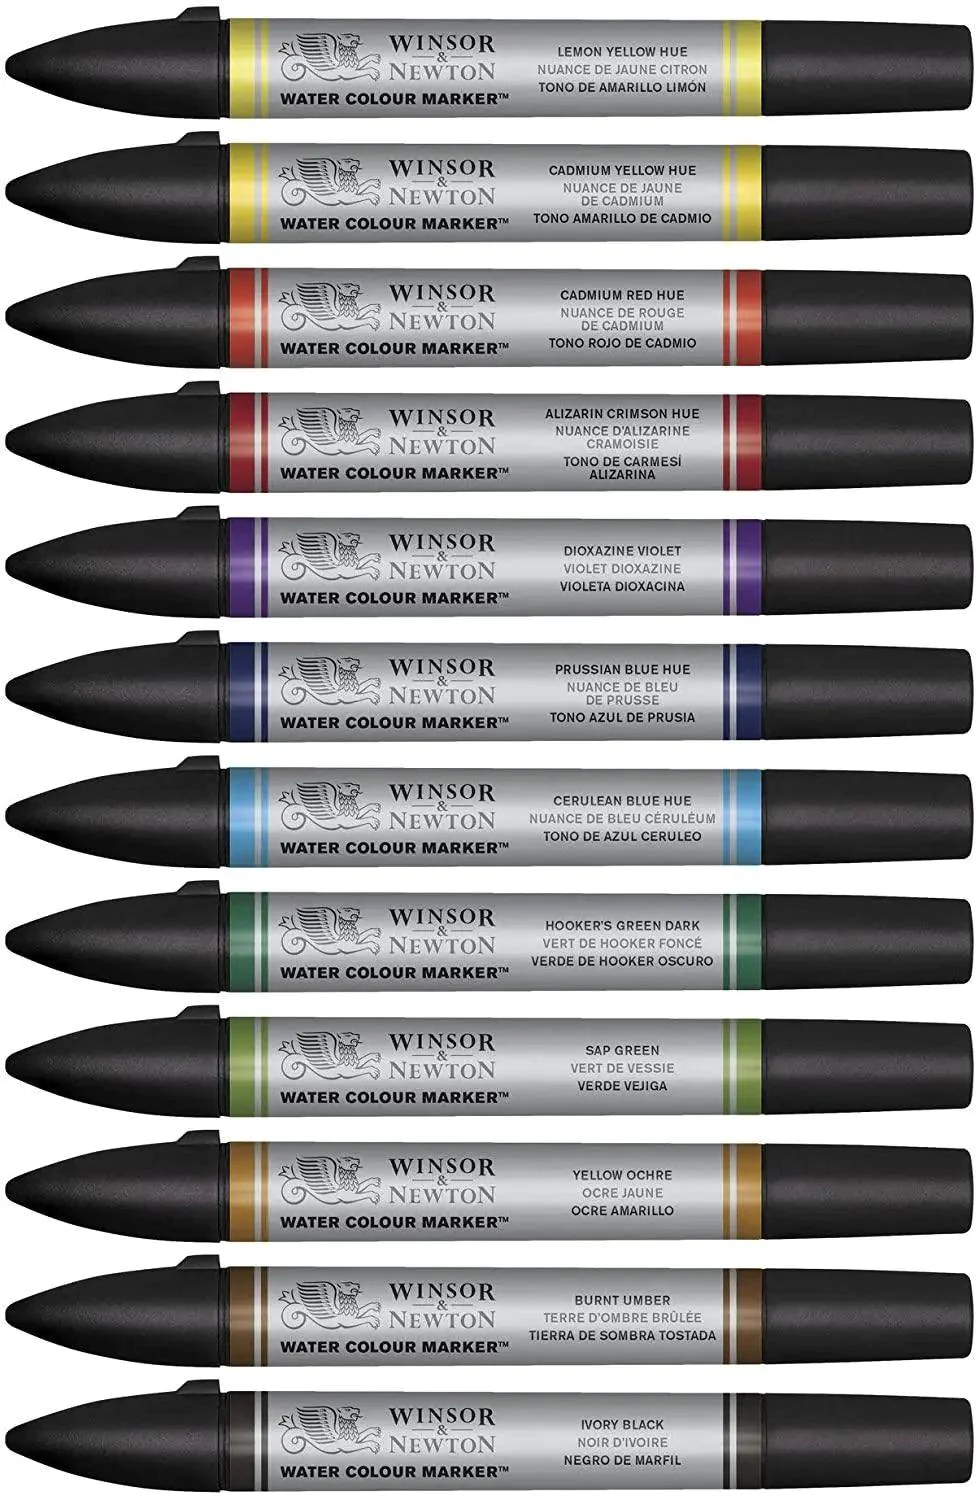 WINSOR
&
NEWTON
WATER COLOUR MARKER™
LEMON YELLOW HUE
NUANCE DE JAUNE CITRON
TONO DE AMARILLO LIMÓN
WINSOR
&
NEWTON
WATER COLOUR MARKER™
CADMIUM YELLOW HUE
NUANCE DE JAUNE
DE CADMIUM
TONO AMARILLO DE CADMIO
WINSOR
&
NEWTON
WATER COLOUR MARKER™
CADMIUM RED HUE
NUANCE DE ROUGE
DE CADMIUM
TONO ROJO DE CADMIO
WINSOR
&
NEWTON
WATER COLOUR MARKER™
ALIZARIN CRIMSON HUE
NUANCE D'ALIZARINE
CRAMOISIE
TONO DE CARMESÍ
ALIZARINA
WINSOR
&
NEWTON
WATER COLOUR MARKER™
DIOXAZINE VIOLET
VIOLET DIOXAZINE
VIOLETA DIOXACINA
WINSOR
&
NEWTON
WATER COLOUR MARKER™
PRUSSIAN BLUE HUE
NUANCE DE BLEU
DE PRUSSE
TONO AZUL DE PRUSIA
WINSOR
&
NEWTON
WATER COLOUR MARKER™
CERULEAN BLUE HUE
NUANCE DE BLEU CÉRULÉUM
TONO DE AZUL CERULEO
WINSOR
&
NEWTON
WATER COLOUR MARKER™
HOOKER'S GREEN DARK
VERT DE HOOKER FONCÉ
VERDE DE HOOKER OSCURO
WINSOR
&
NEWTON
WATER COLOUR MARKER™
SAP GREEN
VERT DE VESSIE
VERDE VEJIGA
WINSOR
&
NEWTON
WATER COLOUR MARKER™
YELLOW OCHRE
OCRE JAUNE
OCRE AMARILLO
WINSOR
&
NEWTON
WATER COLOUR MARKER™
BURNT UMBER
TERRE D'OMBRE BRÛLÉE
TIERRA DE SOMBRA TOSTADA
WINSOR
&
NEWTON
WATER COLOUR MARKER™
IVORY BLACK
NOIR D'IVOIRE
NEGRO DE MARFIL